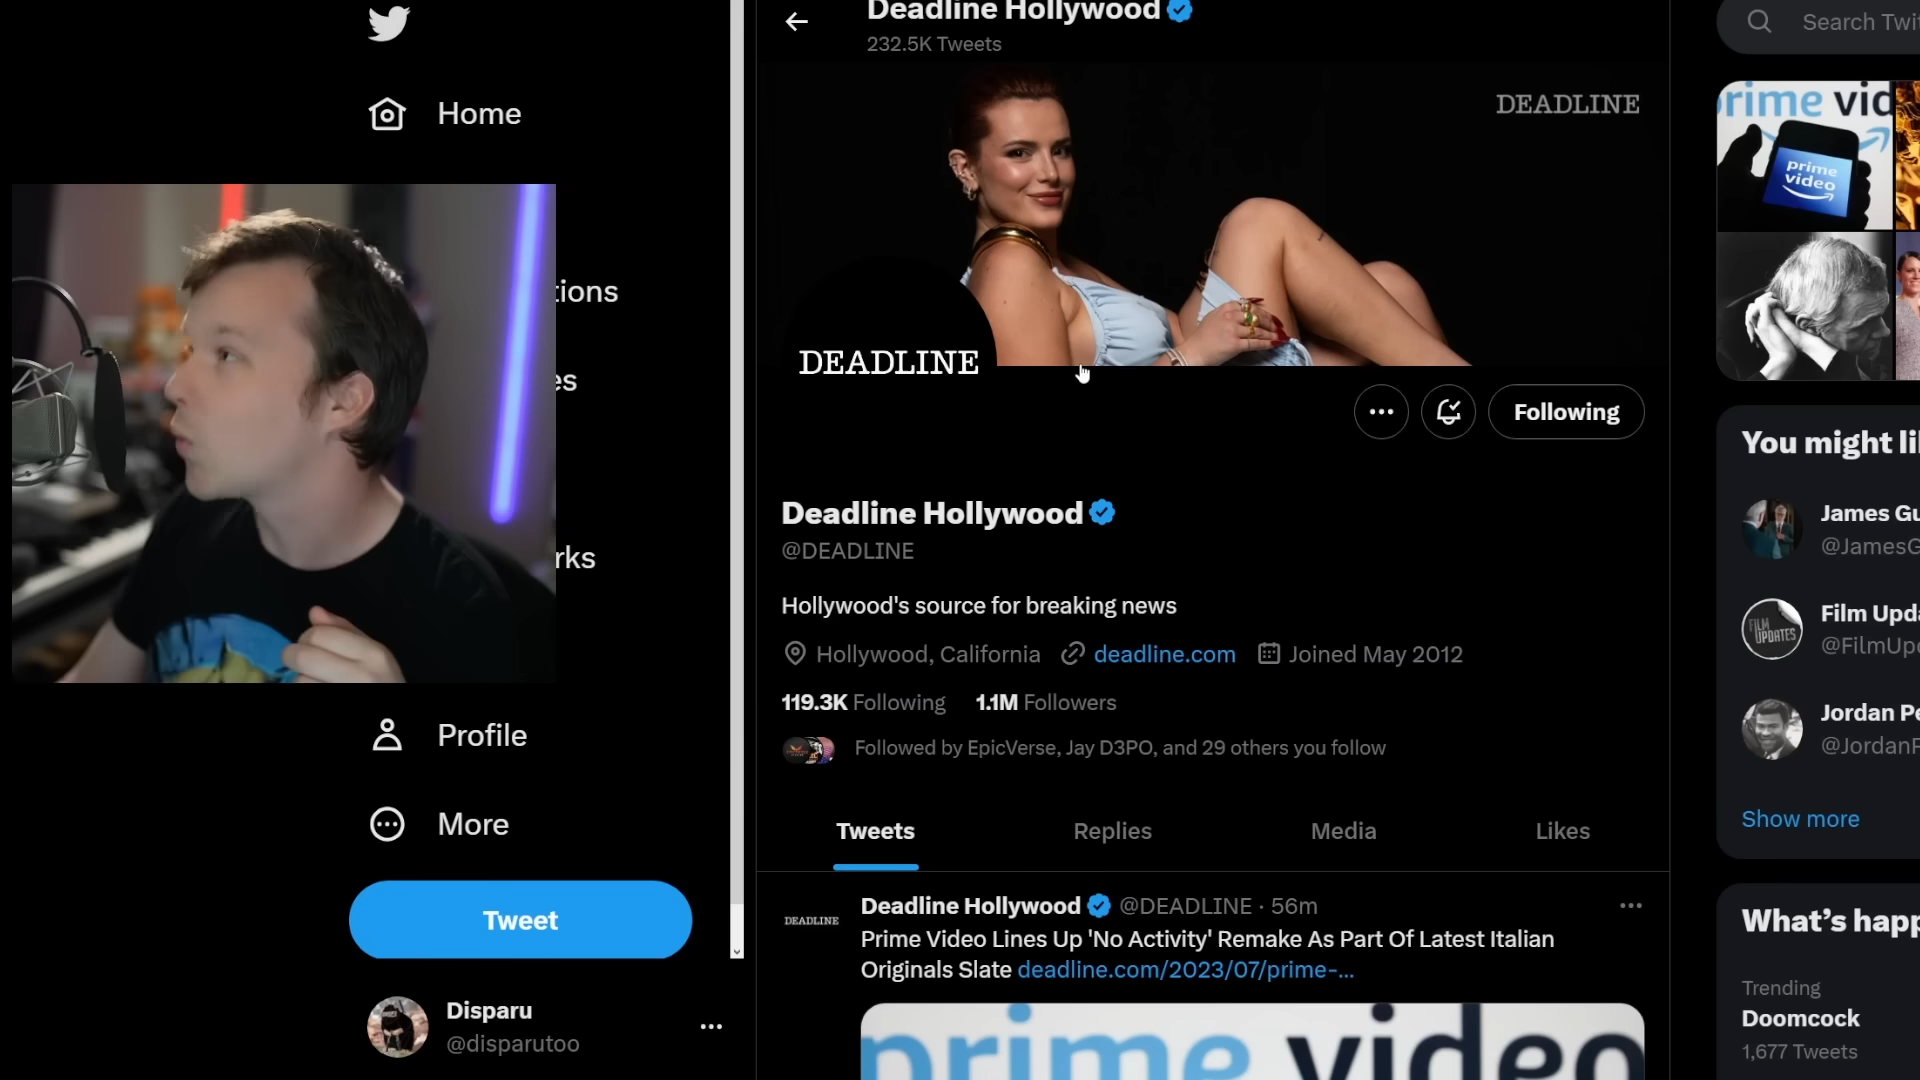 Home
tions
es
rks
Profile
More
Tweet
Disparu
@disparutoo
Deadline Hollywood
232.5K Tweets
DEADLINE
DEADLINE
Following
Deadline Hollywood
@DEADLINE
Hollywood's source for breaking news
Hollywood, California deadline.com Joined May 2012
119.3K Following 1.1M Followers
Followed by EpicVerse, Jay D3PO, and 29 others you follow
Tweets Replies Media Likes
DEADLINE
Deadline Hollywood @DEADLINE · 56m
Prime Video Lines Up 'No Activity' Remake As Part Of Latest Italian
Originals Slate deadline.com/2023/07/prime-...
prime video
Search Twit
rime vid
prime
video
You might li
James Gu
@JamesG
FILM
UPDATES
Film Upda
@FilmUpd
Jordan Pe
@JordanP
Show more
What's happ
Trending
Doomcock
1,677 Tweets